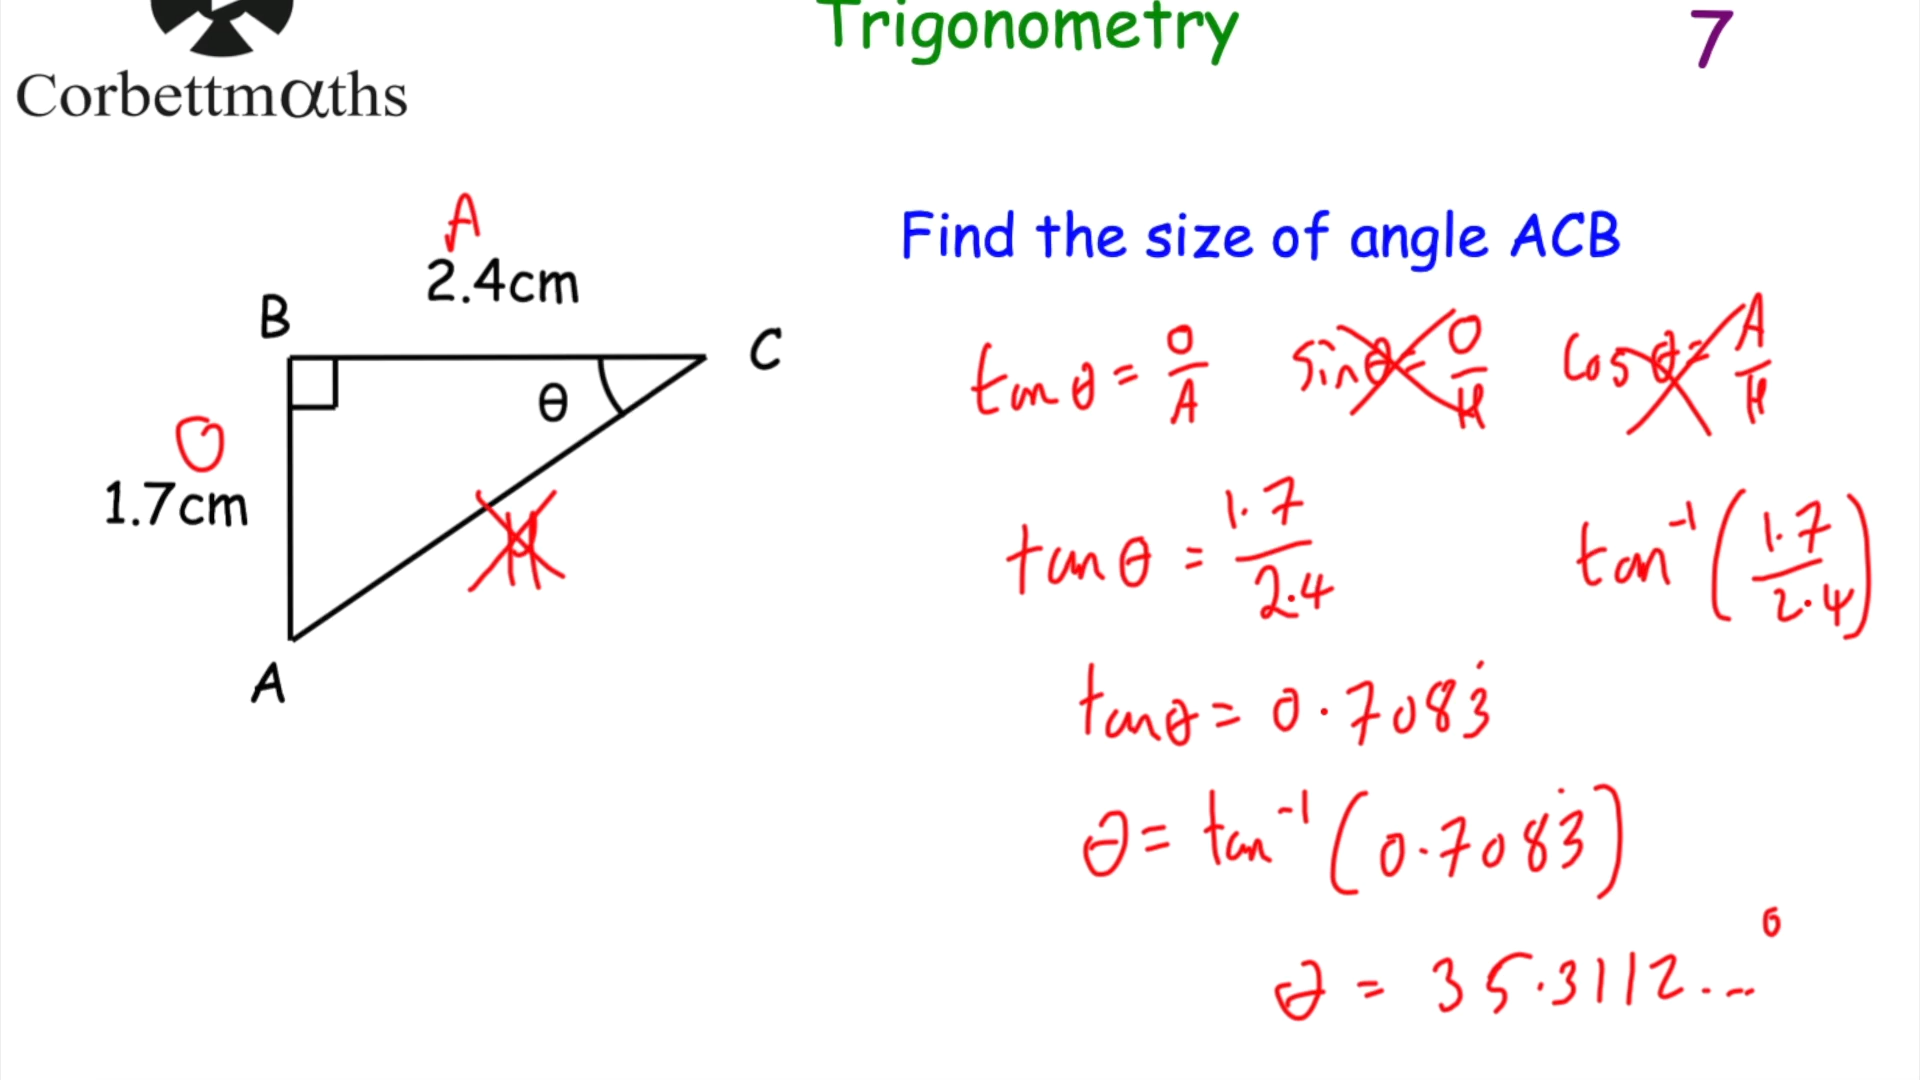 Trigonometry
7
Corbettmαths
A
2.4cm
B
C
θ
O
1.7cm
H
A
Find the size of angle ACB
tan θ = O/A sin θ = O/H cos θ = A/H
tan θ = 1.7/2.4 tan⁻¹(1.7/2.4)
tan θ = 0.7083̇
θ = tan⁻¹(0.7083̇)
θ = 35.3112...°